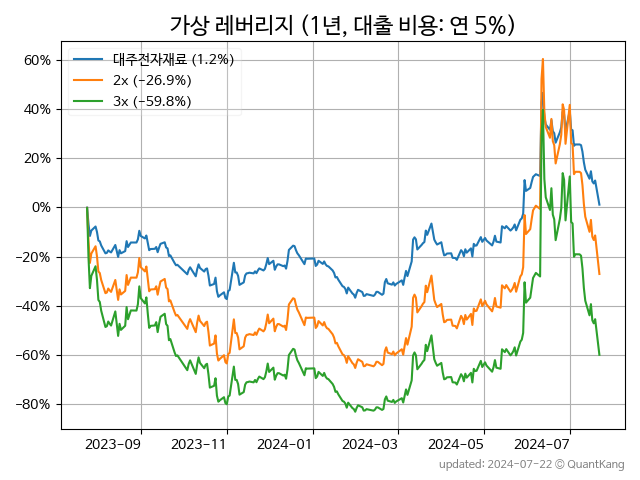 가상 레버리지 (1년, 대출 비용: 연 5%)
대주전자재료 (1.2%)
2x (−26.9%)
3x (−59.8%)
60%
40%
20%
0%
−20%
−40%
−60%
−80%
2023-09
2023-11
2024-01
2024-03
2024-05
2024-07
updated: 2024-07-22 © QuantKang